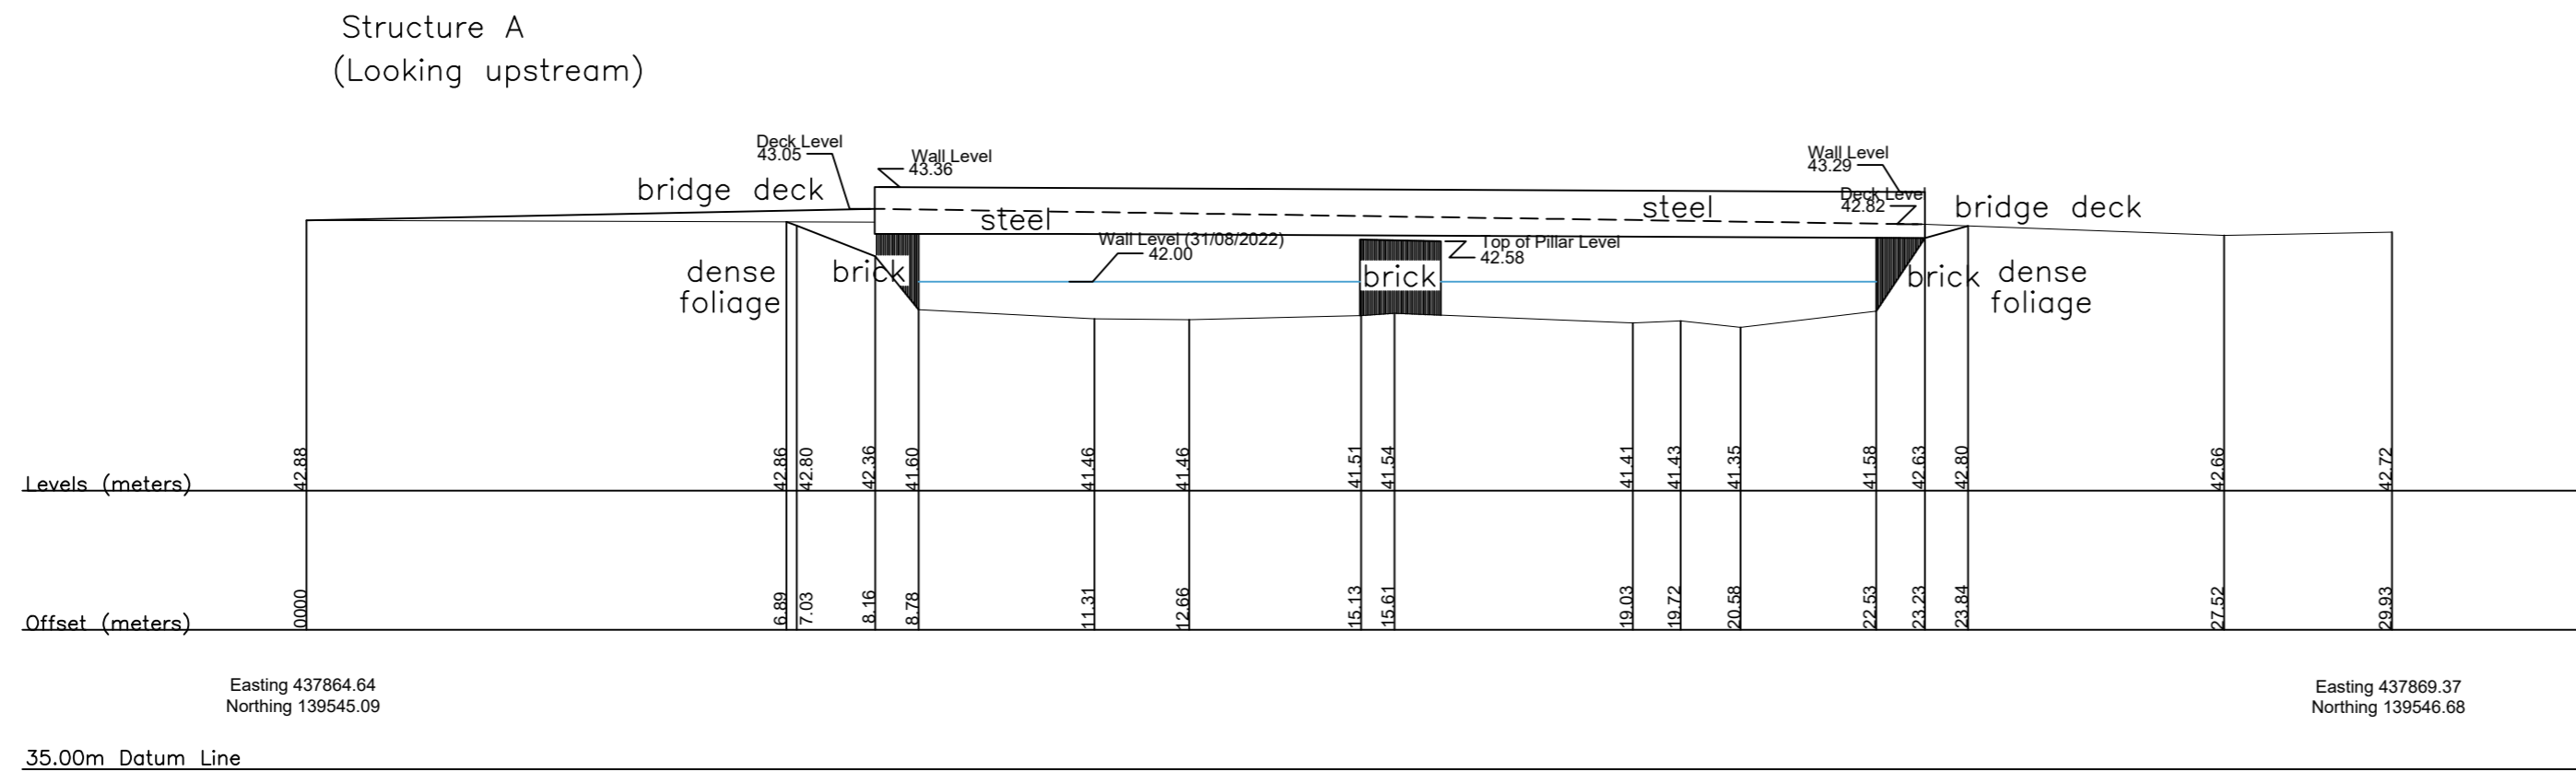 Structure A
(Looking upstream)
Deck Level
43.05
Wall Level
43.36
Wall Level
43.29
Deck Level
42.82
bridge deck
steel
steel
bridge deck
Wall Level (31/08/2022)
42.00
Top of Pillar Level
42.58
dense
foliage
brick
brick
brick
dense
foliage
Levels (meters)
42.88 42.86 42.80 42.36 41.60 41.46 41.46 41.51 41.54 41.41 41.43 41.35 41.58 42.63 42.80 42.66 42.72
Offset (meters)
0000 6.89 7.03 8.16 8.78 11.31 12.66 15.13 15.61 19.03 19.72 20.58 22.53 23.23 23.84 27.52 29.93
Easting 437864.64
Northing 139545.09
Easting 437869.37
Northing 139546.68
35.00m Datum Line